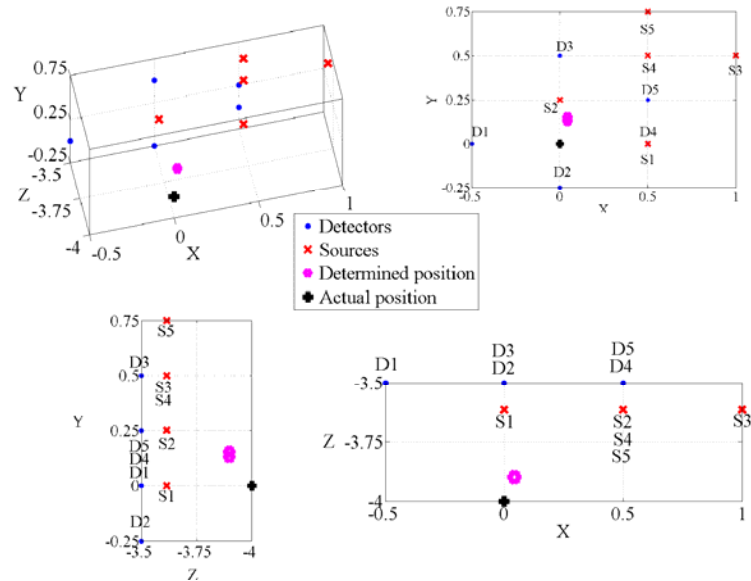 0.75
Y
0.25
-0.25
-3.5
Z
-3.75
-4
-0.5
0
X
0.5
1
0.75
S5
0.5
D3
S4
S3
Y
0.25
S2
D5
D1
0
D4
S1
D2
-0.25
-0.5
0
X
0.5
1
Detectors
Sources
Determined position
Actual position
0.75
S5
D3
0.5
S3
S4
Y
0.25
S2
D5
D4
D1
0
S1
D2
-0.25
-3.5
-3.75
-4
Z
D3
D5
D1
D2
D4
-3.5
S1
S2
S3
Z
-3.75
S4
S5
-4
-0.5
0
0.5
1
X